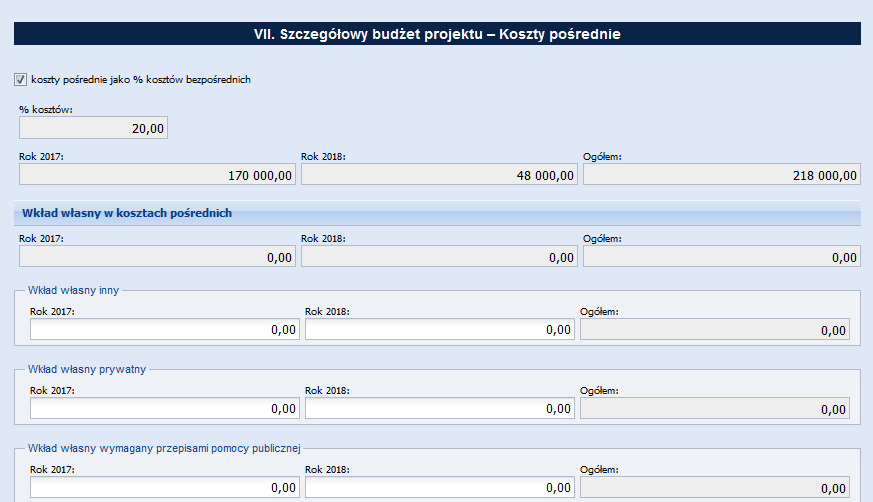 VII. Szczegółowy budżet projektu – Koszty pośrednie
koszty pośrednie jako % kosztów bezpośrednich
% kosztów:
20,00
Rok 2017: Rok 2018: Ogółem:
170 000,00 48 000,00 218 000,00
Wkład własny w kosztach pośrednich
Rok 2017: Rok 2018: Ogółem:
0,00 0,00 0,00
Wkład własny inny
Rok 2017: Rok 2018: Ogółem:
0,00 0,00 0,00
Wkład własny prywatny
Rok 2017: Rok 2018: Ogółem:
0,00 0,00 0,00
Wkład własny wymagany przepisami pomocy publicznej
Rok 2017: Rok 2018: Ogółem:
0,00 0,00 0,00